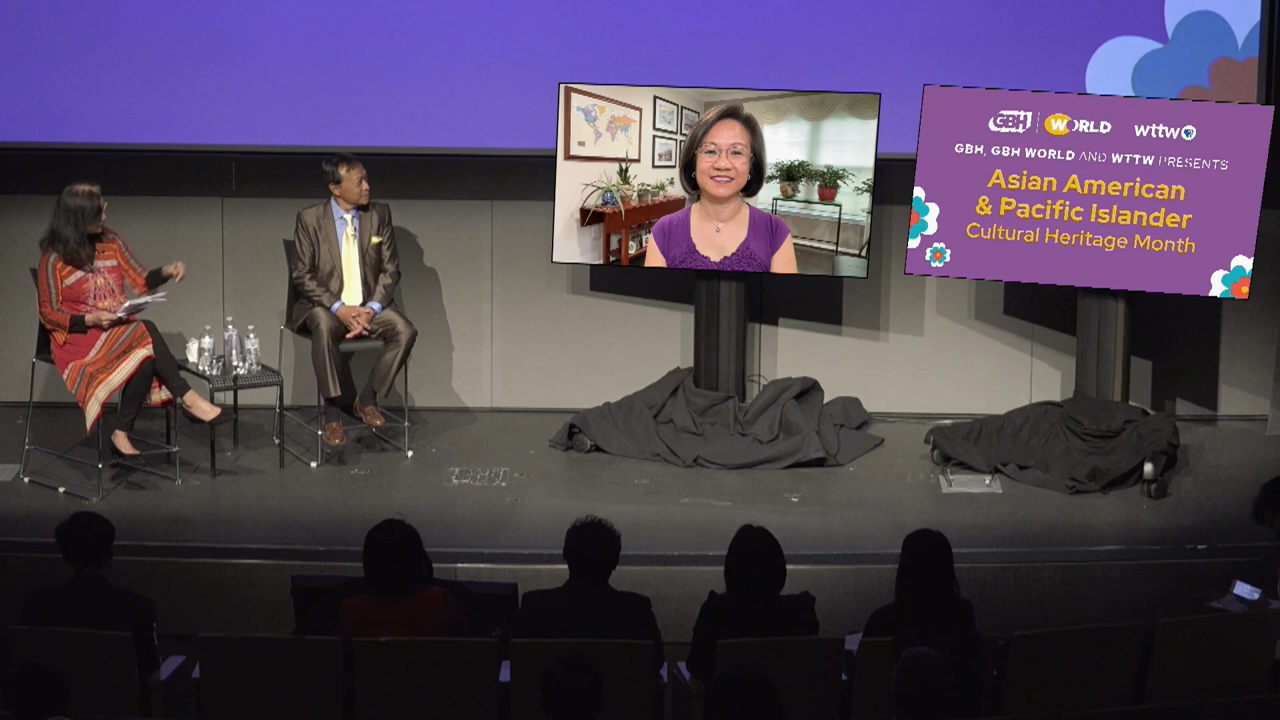 GBH WORLD wttw
GBH, GBH WORLD AND WTTW PRESENTS
Asian American
& Pacific Islander
Cultural Heritage Month